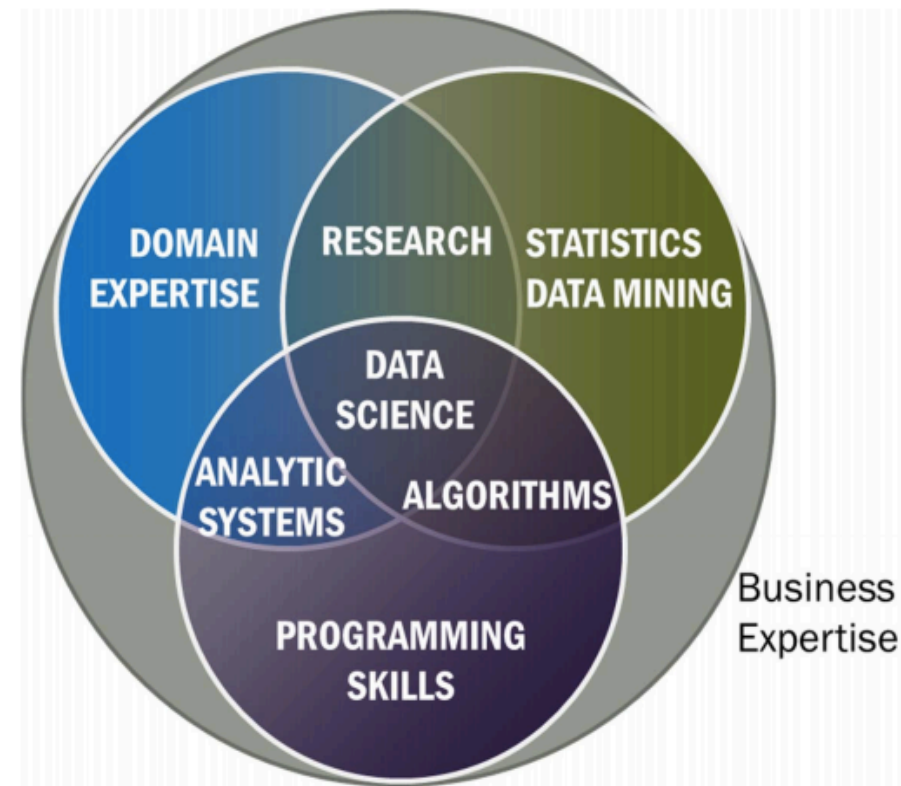 DOMAIN
EXPERTISE
RESEARCH
STATISTICS
DATA MINING
DATA
SCIENCE
ANALYTIC
SYSTEMS
ALGORITHMS
PROGRAMMING
SKILLS
Business
Expertise